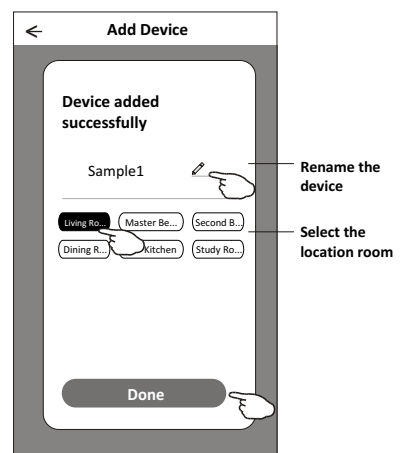 Add Device
Device added
successfully
Sample1
Rename the
device
Living Ro...
Master Be...
Second B...
Select the
location room
Dining R...
Kitchen
Study Ro...
Done